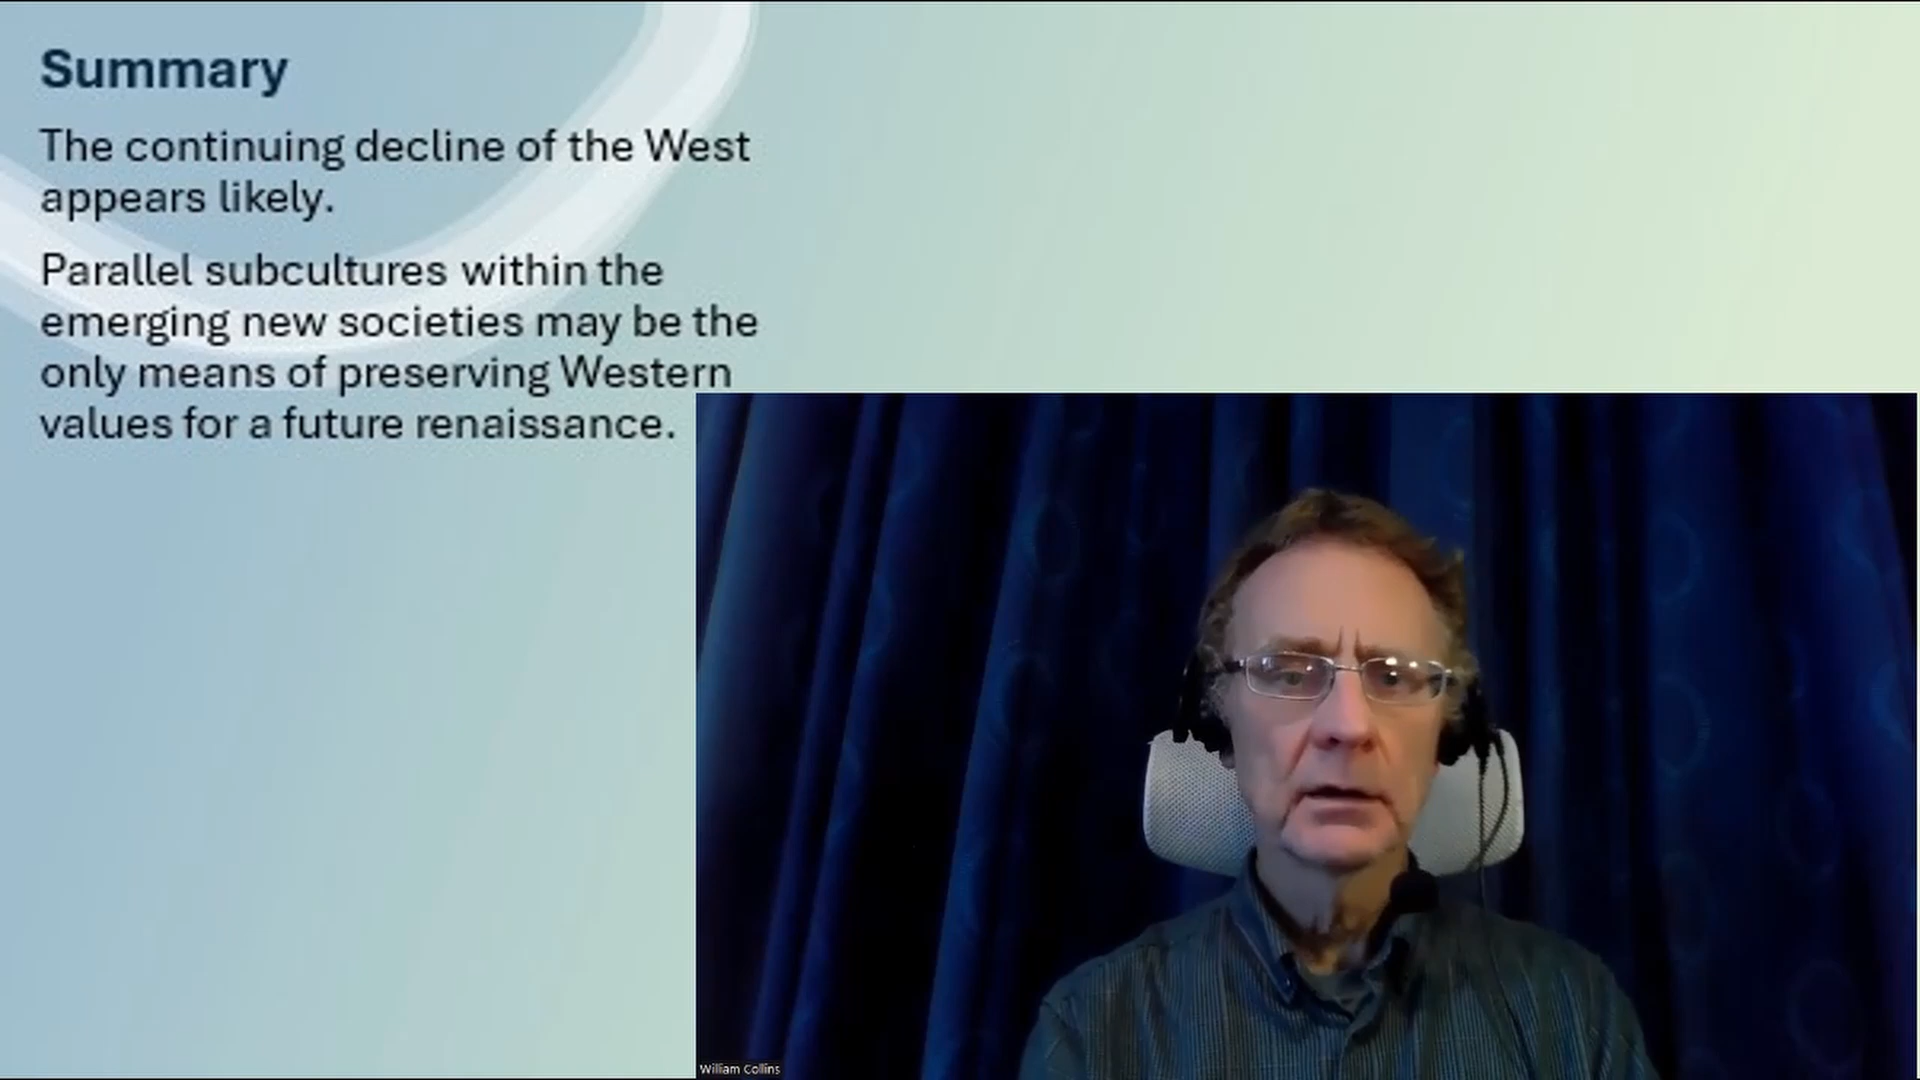 Summary
The continuing decline of the West
appears likely.
Parallel subcultures within the
emerging new societies may be the
only means of preserving Western
values for a future renaissance.
William Collins